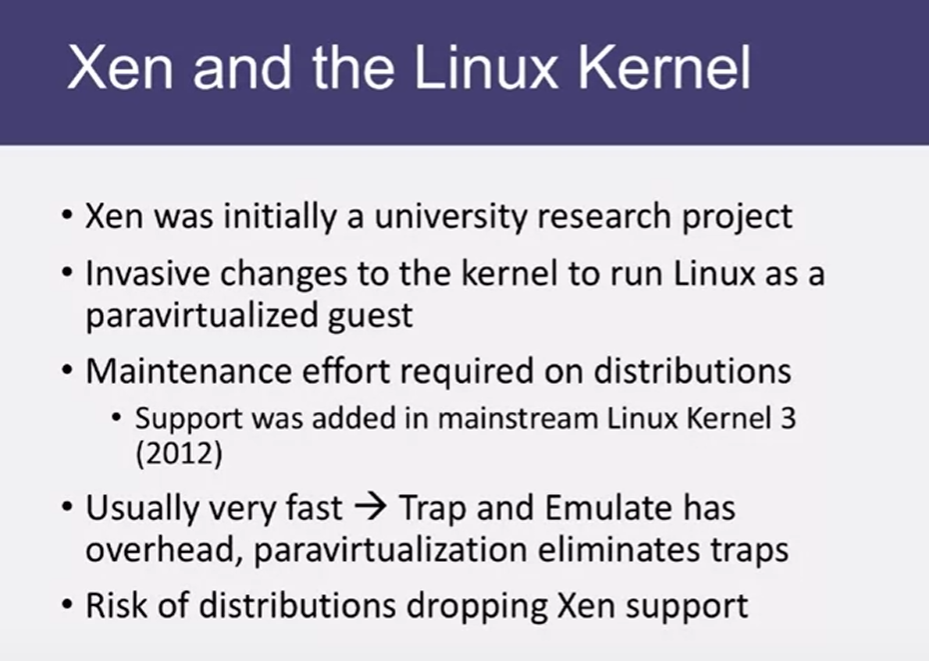 Xen and the Linux Kernel
• Xen was initially a university research project
• Invasive changes to the kernel to run Linux as a
paravirtualized guest
• Maintenance effort required on distributions
• Support was added in mainstream Linux Kernel 3
(2012)
• Usually very fast → Trap and Emulate has
overhead, paravirtualization eliminates traps
• Risk of distributions dropping Xen support